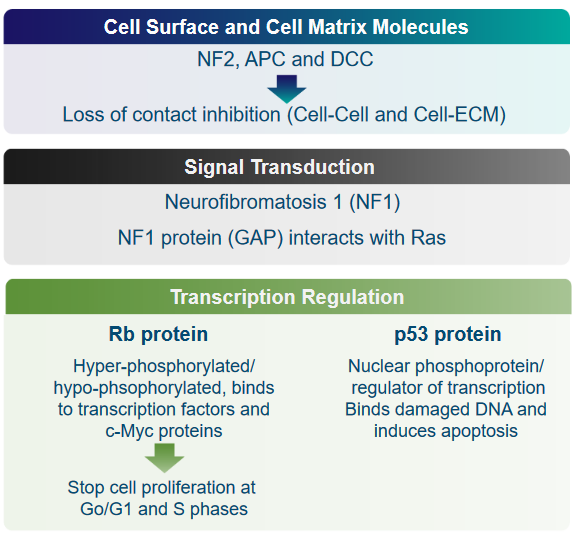 Cell Surface and Cell Matrix Molecules
NF2, APC and DCC
Loss of contact inhibition (Cell-Cell and Cell-ECM)
Signal Transduction
Neurofibromatosis 1 (NF1)
NF1 protein (GAP) interacts with Ras
Transcription Regulation
Rb protein
Hyper-phosphorylated/
hypo-phsophorylated, binds
to transcription factors and
c-Myc proteins
Stop cell proliferation at
Go/G1 and S phases
p53 protein
Nuclear phosphoprotein/
regulator of transcription
Binds damaged DNA and
induces apoptosis